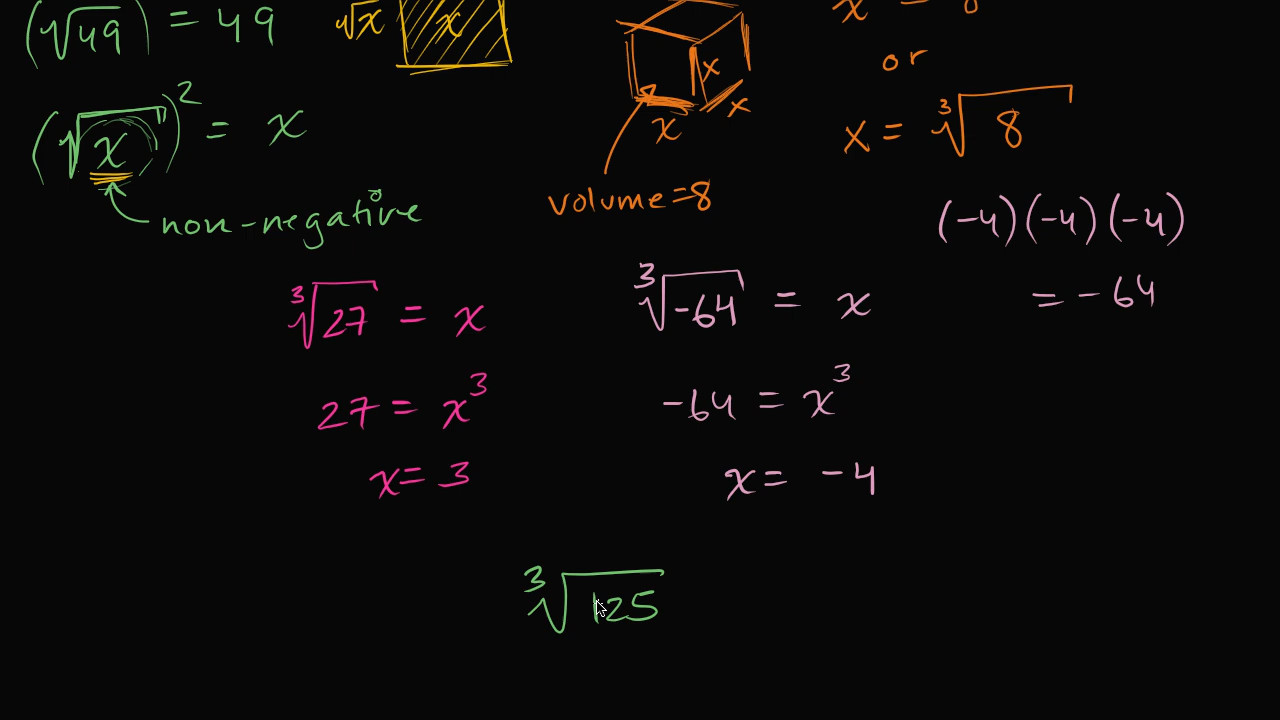 (√49) = 49
√x x
(√x)² = x
non-negative
x
x
x
volume=8
or
x = ∛8
(-4)(-4)(-4)
= -64
∛27 = x
27 = x³
x = 3
∛-64 = x
-64 = x³
x = -4
∛125